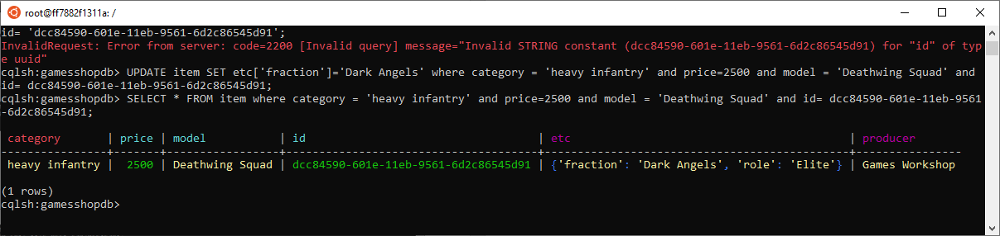 root@ff7882f1311a: /
id= 'dcc84590-601e-11eb-9561-6d2c86545d91';
InvalidRequest: Error from server: code=2200 [Invalid query] message="Invalid STRING constant (dcc84590-601e-11eb-9561-6d2c86545d91) for "id" of typ
e uuid"
cqlsh:gamesshopdb> UPDATE item SET etc['fraction']='Dark Angels' where category = 'heavy infantry' and price=2500 and model = 'Deathwing Squad' and
id= dcc84590-601e-11eb-9561-6d2c86545d91;
cqlsh:gamesshopdb> SELECT * FROM item where category = 'heavy infantry' and price=2500 and model = 'Deathwing Squad' and id= dcc84590-601e-11eb-9561
-6d2c86545d91;
category | price | model | id | etc | producer
----------------+-------+-----------------+--------------------------------------+----------------------------------------------+----------------
heavy infantry | 2500 | Deathwing Squad | dcc84590-601e-11eb-9561-6d2c86545d91 | {'fraction': 'Dark Angels', 'role': 'Elite'} | Games Workshop
(1 rows)
cqlsh:gamesshopdb>